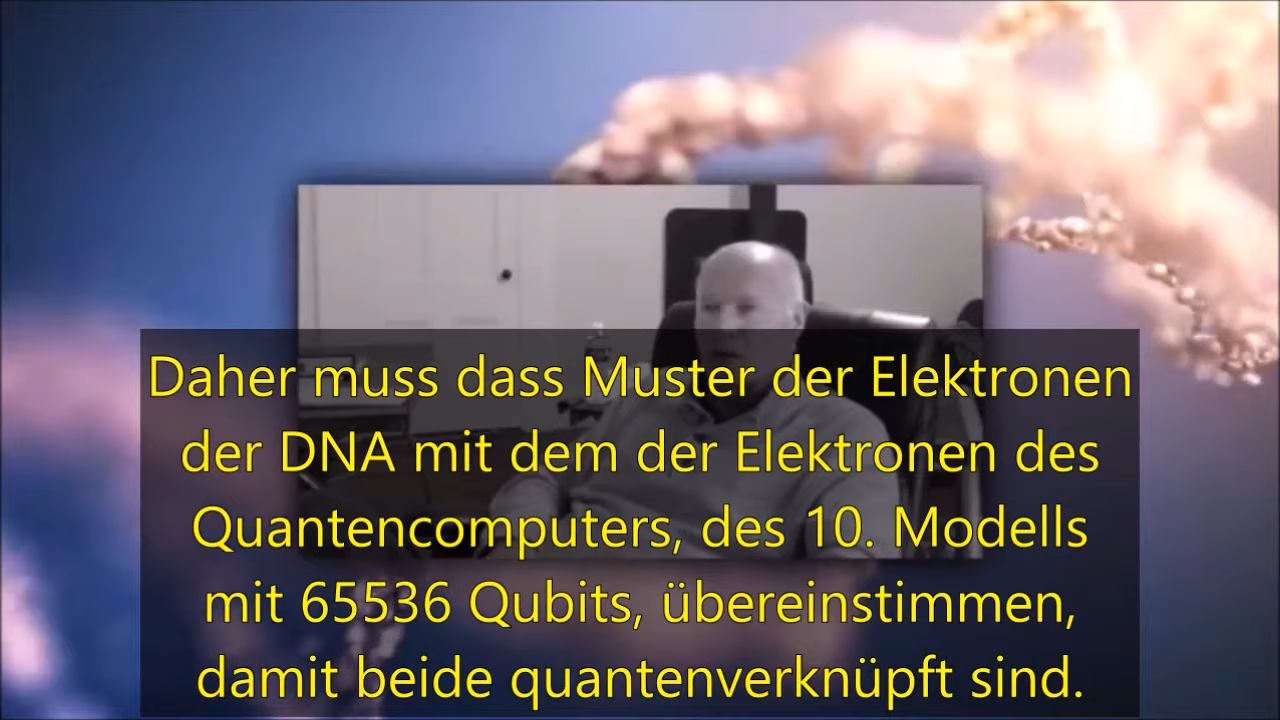 Daher muss dass Muster der Elektronen
der DNA mit dem der Elektronen des
Quantencomputers, des 10. Modells
mit 65536 Qubits, übereinstimmen,
damit beide quantenverknüpft sind.